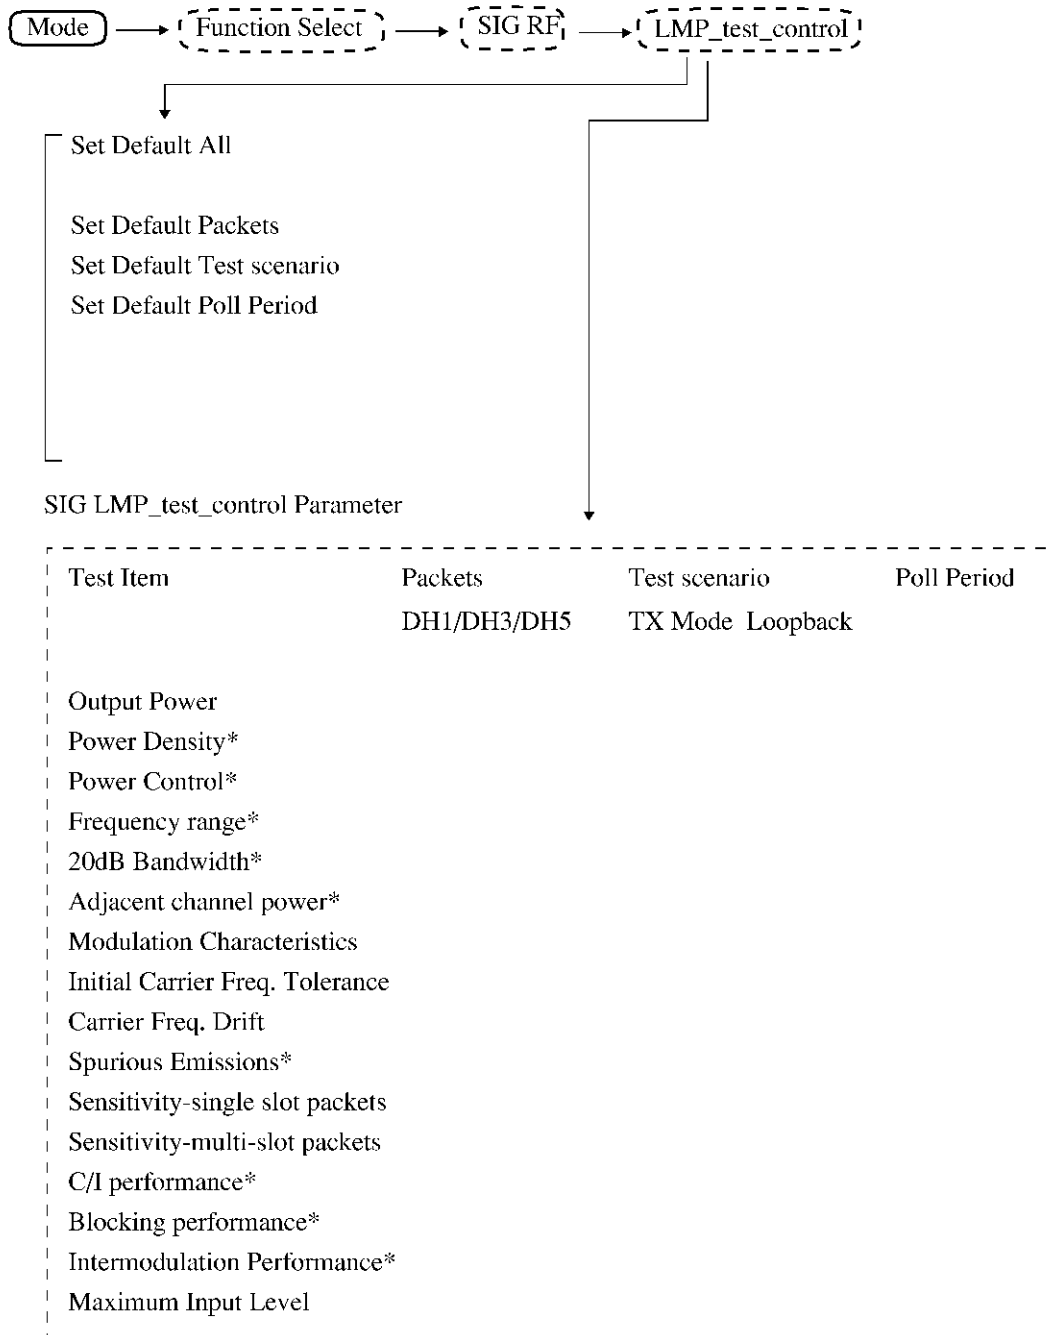 Mode Function Select SIG RF LMP_test_control
Set Default All
Set Default Packets
Set Default Test scenario
Set Default Poll Period
SIG LMP_test_control Parameter
Test Item Packets Test scenario Poll Period
DH1/DH3/DH5 TX Mode Loopback
Output Power
Power Density*
Power Control*
Frequency range*
20dB Bandwidth*
Adjacent channel power*
Modulation Characteristics
Initial Carrier Freq. Tolerance
Carrier Freq. Drift
Spurious Emissions*
Sensitivity-single slot packets
Sensitivity-multi-slot packets
C/I performance*
Blocking performance*
Intermodulation Performance*
Maximum Input Level